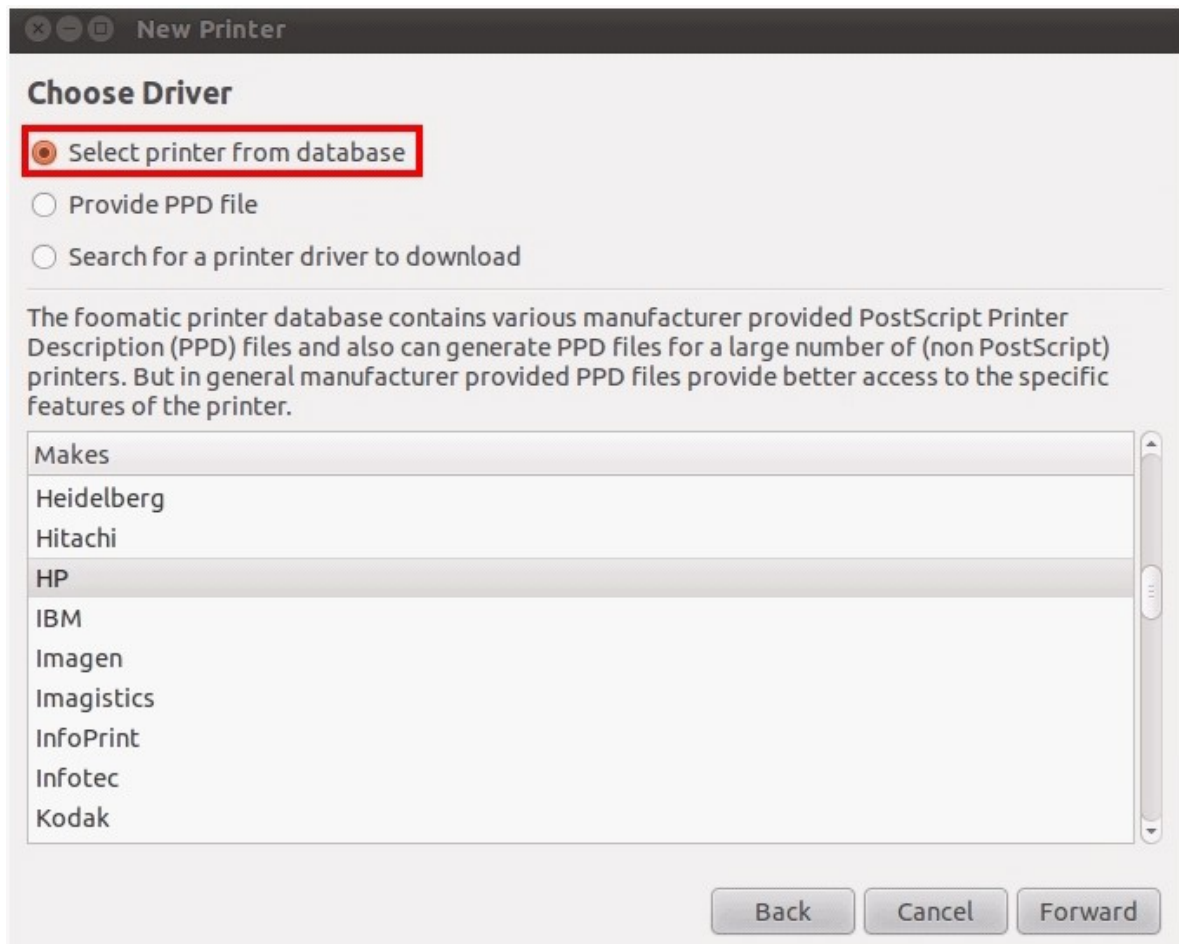 New Printer
Choose Driver
Select printer from database
Provide PPD file
Search for a printer driver to download
The foomatic printer database contains various manufacturer provided PostScript Printer
Description (PPD) files and also can generate PPD files for a large number of (non PostScript)
printers. But in general manufacturer provided PPD files provide better access to the specific
features of the printer.
Makes
Heidelberg
Hitachi
HP
IBM
Imagen
Imagistics
InfoPrint
Infotec
Kodak
Back Cancel Forward